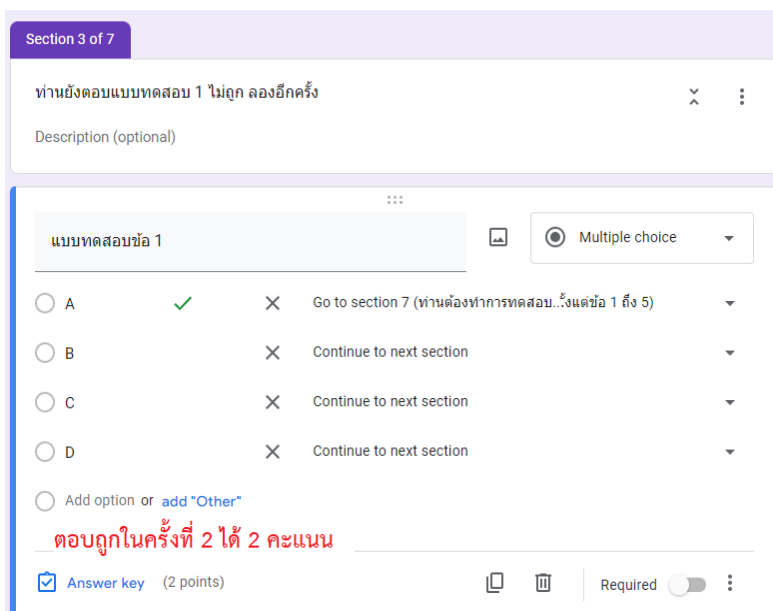 Section 3 of 7
ท่านยังตอบแบบทดสอบ 1 ไม่ถูก ลองอีกครั้ง
Description (optional)
แบบทดสอบข้อ 1
Multiple choice
A Go to section 7 (ท่านต้องทำการทดสอบ...ั้งแต่ข้อ 1 ถึง 5)
B Continue to next section
C Continue to next section
D Continue to next section
Add option or add "Other"
ตอบถูกในครั้งที่ 2 ได้ 2 คะแนน
Answer key (2 points) Required